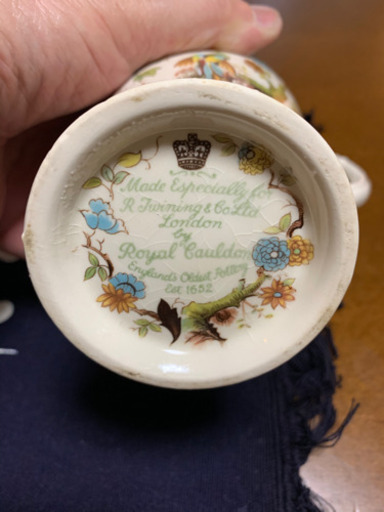 Made Especially for
R Twining & Co Ltd
London
by
Royal Cauldon
England's Oldest Pottery
Est 1652